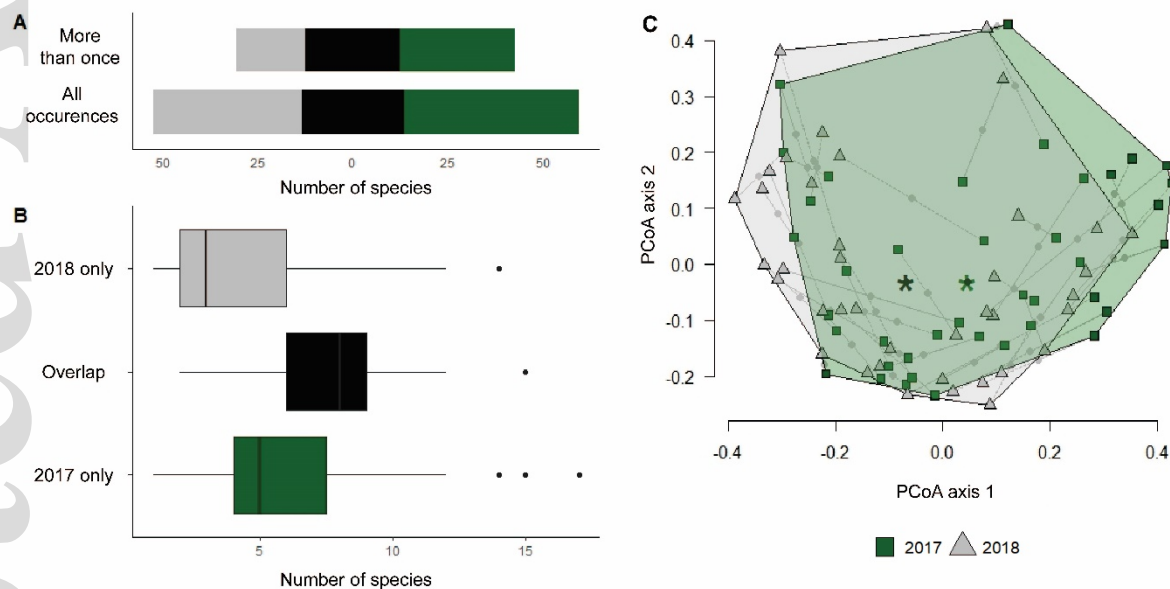 A
More
than once
All
occurences
50 25 0 25 50
Number of species
B
2018 only
Overlap
2017 only
5 10 15
Number of species
C
0.4
0.3
0.2
0.1
0.0
-0.1
-0.2
PCoA axis 2
-0.4 -0.2 0.0 0.2 0.4
PCoA axis 1
2017 2018